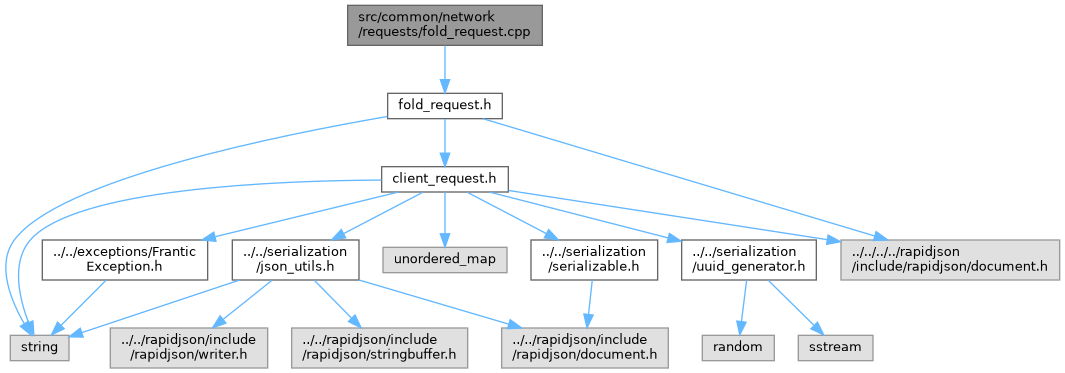 src/common/network
/requests/fold_request.cpp
fold_request.h
client_request.h
../../exceptions/Frantic
Exception.h
../../serialization
/json_utils.h
unordered_map
../../serialization
/serializable.h
../../serialization
/uuid_generator.h
../../../../rapidjson
/include/rapidjson/document.h
string
../../rapidjson/include
/rapidjson/writer.h
../../rapidjson/include
/rapidjson/stringbuffer.h
../../rapidjson/include
/rapidjson/document.h
random
sstream